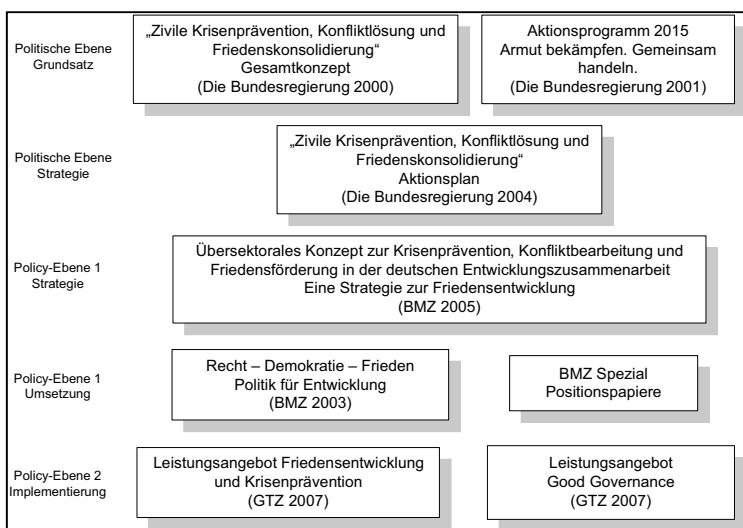 Politische Ebene
Grundsatz
„Zivile Krisenprävention, Konfliktlösung und
Friedenskonsolidierung“
Gesamtkonzept
(Die Bundesregierung 2000)
Aktionsprogramm 2015
Armut bekämpfen. Gemeinsam
handeln.
(Die Bundesregierung 2001)
Politische Ebene
Strategie
„Zivile Krisenprävention, Konfliktlösung und
Friedenskonsolidierung“
Aktionsplan
(Die Bundesregierung 2004)
Policy-Ebene 1
Strategie
Übersektorales Konzept zur Krisenprävention, Konfliktbearbeitung und
Friedensförderung in der deutschen Entwicklungszusammenarbeit
Eine Strategie zur Friedensentwicklung
(BMZ 2005)
Policy-Ebene 1
Umsetzung
Recht – Demokratie – Frieden
Politik für Entwicklung
(BMZ 2003)
BMZ Spezial
Positionspapiere
Policy-Ebene 2
Implementierung
Leistungsangebot Friedensentwicklung
und Krisenprävention
(GTZ 2007)
Leistungsangebot
Good Governance
(GTZ 2007)